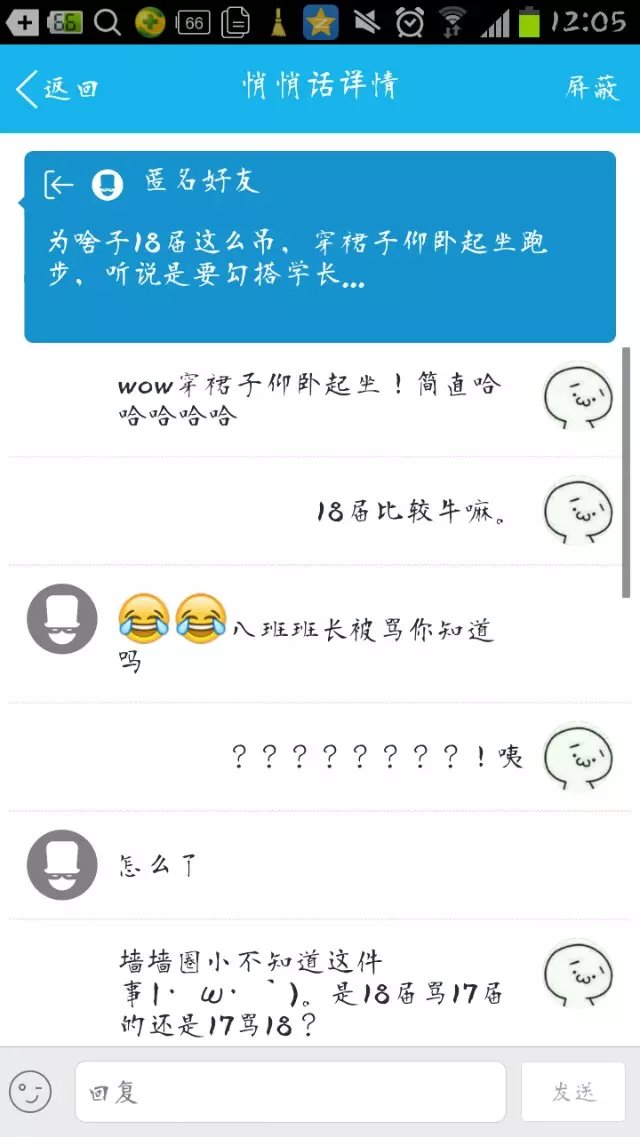 66
66
12:05
返回
悄悄话详情
屏蔽
匿名好友
为啥子18届这么吊，穿裙子仰卧起坐跑
步，听说是要勾搭学长...
wow穿裙子仰卧起坐！简直哈
哈哈哈哈
18届比较牛嘛。
😂😂八班班长被骂你知道
吗
？？？？？？？？！咦
怎么了
墙墙圈小不知道这件
事|･ω･｀)。是18届骂17届
的还是17骂18？
回复
发送